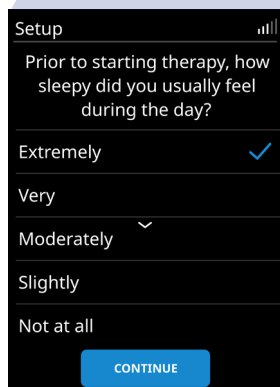 Setup
Prior to starting therapy, how
sleepy did you usually feel
during the day?
Extremely
Very
Moderately
Slightly
Not at all
CONTINUE